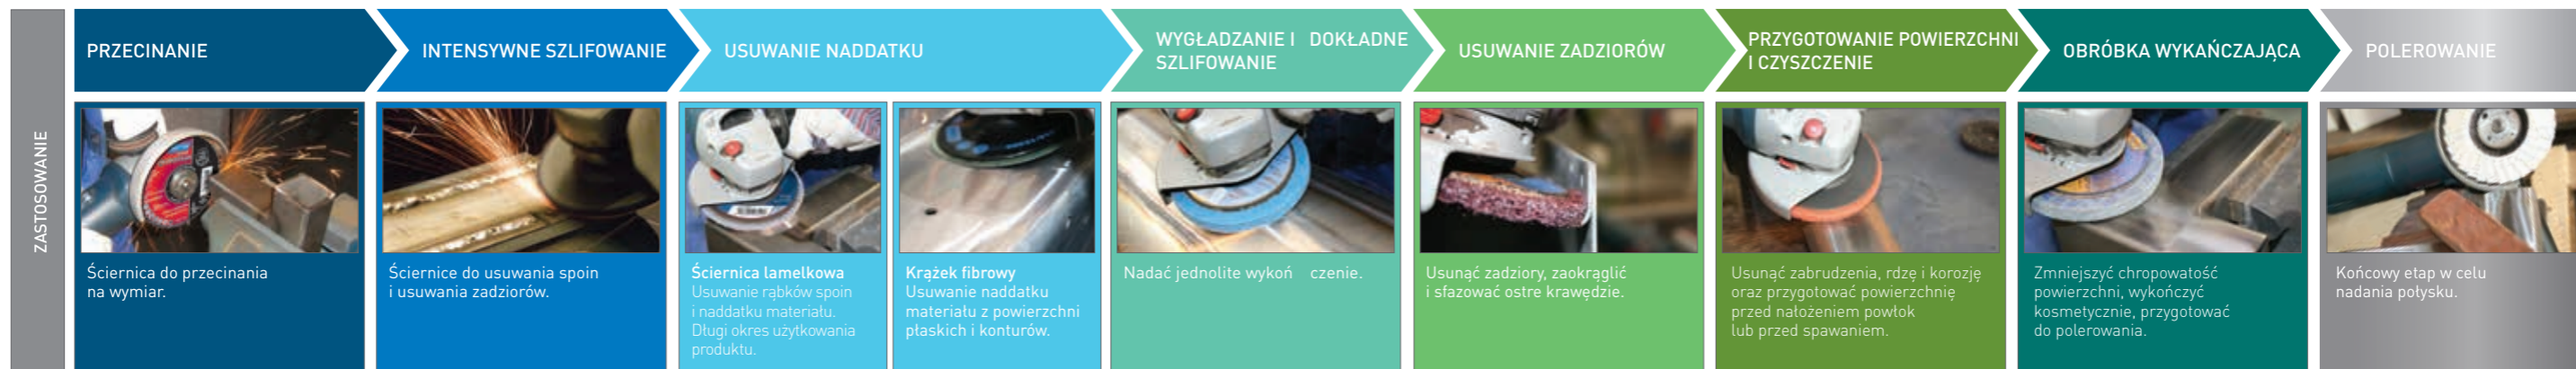 ZASTOSOWANIE
PRZECINANIE
INTENSYWNE SZLIFOWANIE
USUWANIE NADDATKU
WYGŁADZANIE I DOKŁADNE
SZLIFOWANIE
USUWANIE ZADZIORÓW
PRZYGOTOWANIE POWIERZCHNI
I CZYSZCZENIE
OBRÓBKA WYKAŃCZAJĄCA
POLEROWANIE
Ściernica do przecinania
na wymiar.
Ściernice do usuwania spoin
i usuwania zadziorów.
Ściernica lamelkowa
Usuwanie rąbków spoin
i naddatku materiału.
Długi okres użytkowania
produktu.
Krążek fibrowy
Usuwanie naddatku
materiału z powierzchni
płaskich i konturów.
Nadać jednolite wykoń czenie.
Usunąć zadziory, zaokrąglić
i sfazować ostre krawędzie.
Usunąć zabrudzenia, rdzę i korozję
oraz przygotować powierzchnię
przed nałożeniem powłok
lub przed spawaniem.
Zmniejszyć chropowatość
powierzchni, wykończyć
kosmetycznie, przygotować
do polerowania.
Końcowy etap w celu
nadania połysku.